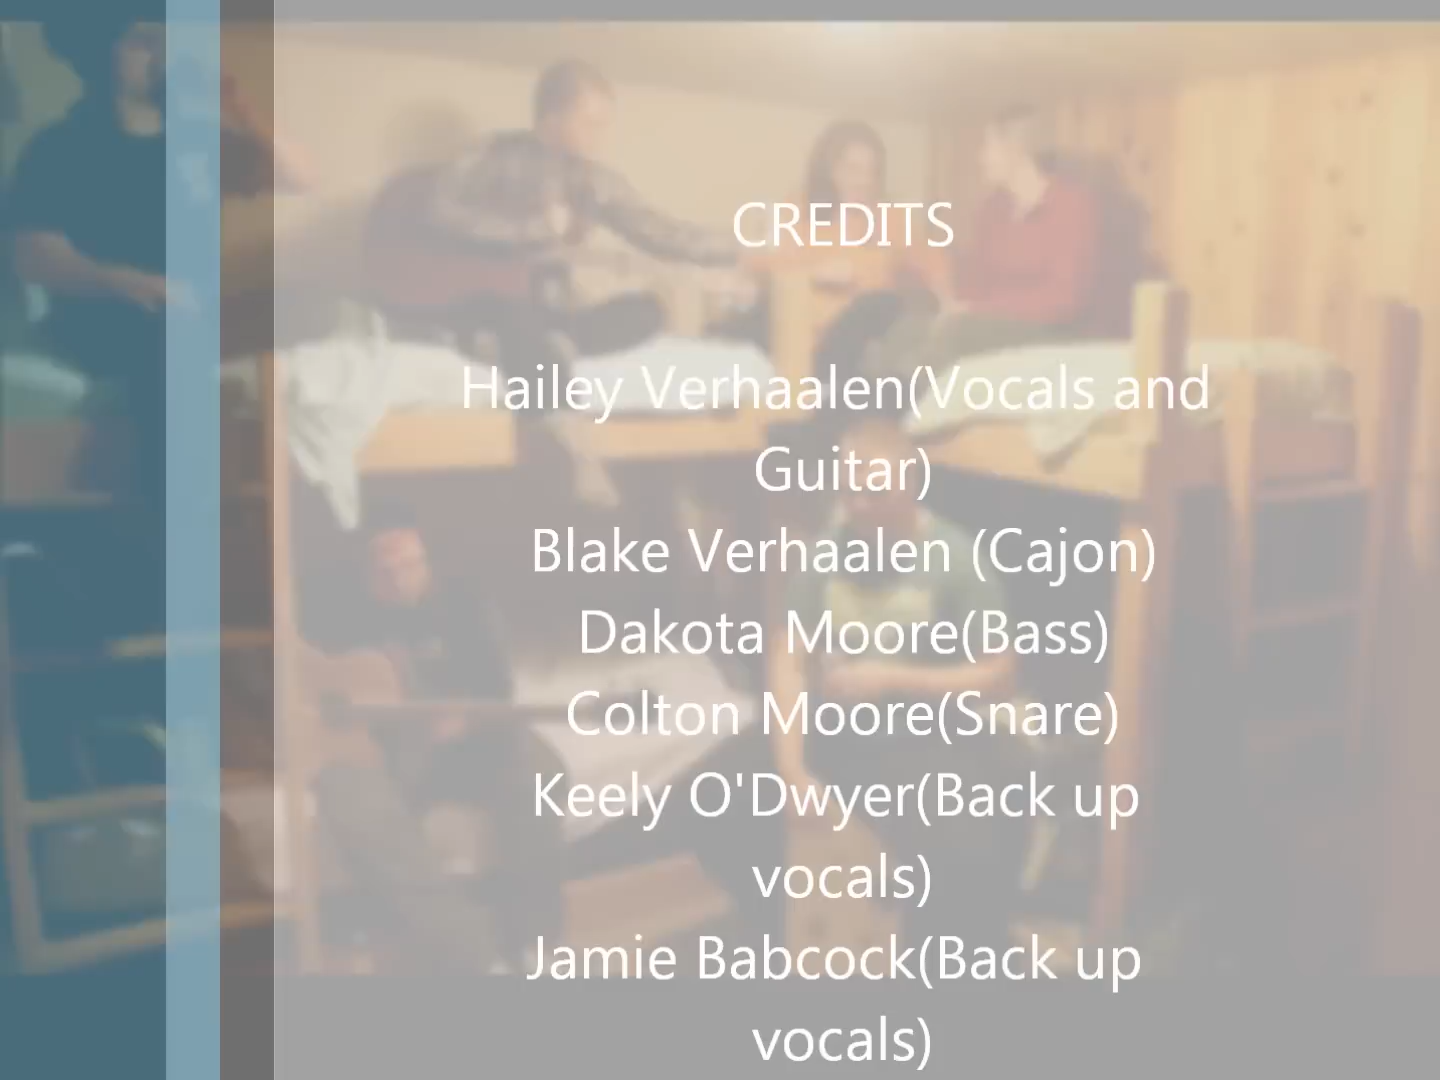 CREDITS
Hailey Verhaalen(Vocals and
Guitar)
Blake Verhaalen (Cajon)
Dakota Moore(Bass)
Colton Moore(Snare)
Keely O'Dwyer(Back up
vocals)
Jamie Babcock(Back up
vocals)